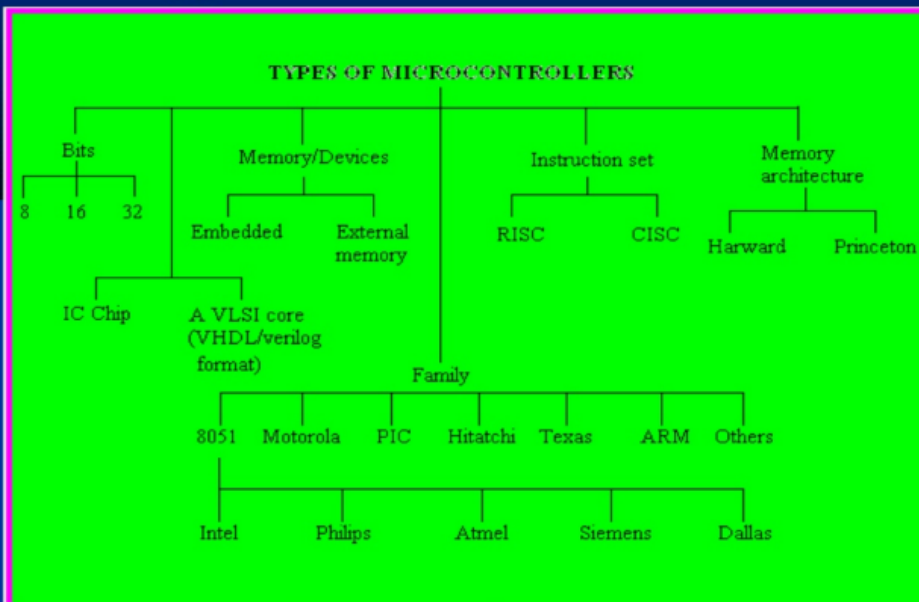 TYPES OF MICROCONTROLLERS
Bits
8 16 32
Memory/Devices
Embedded
External
memory
Instruction set
RISC CISC
Memory
architecture
Harward Princeton
IC Chip
A VLSI core
(VHDL/verilog
format)
Family
8051 Motorola PIC Hitatchi Texas ARM Others
Intel Philips Atmel Siemens Dallas